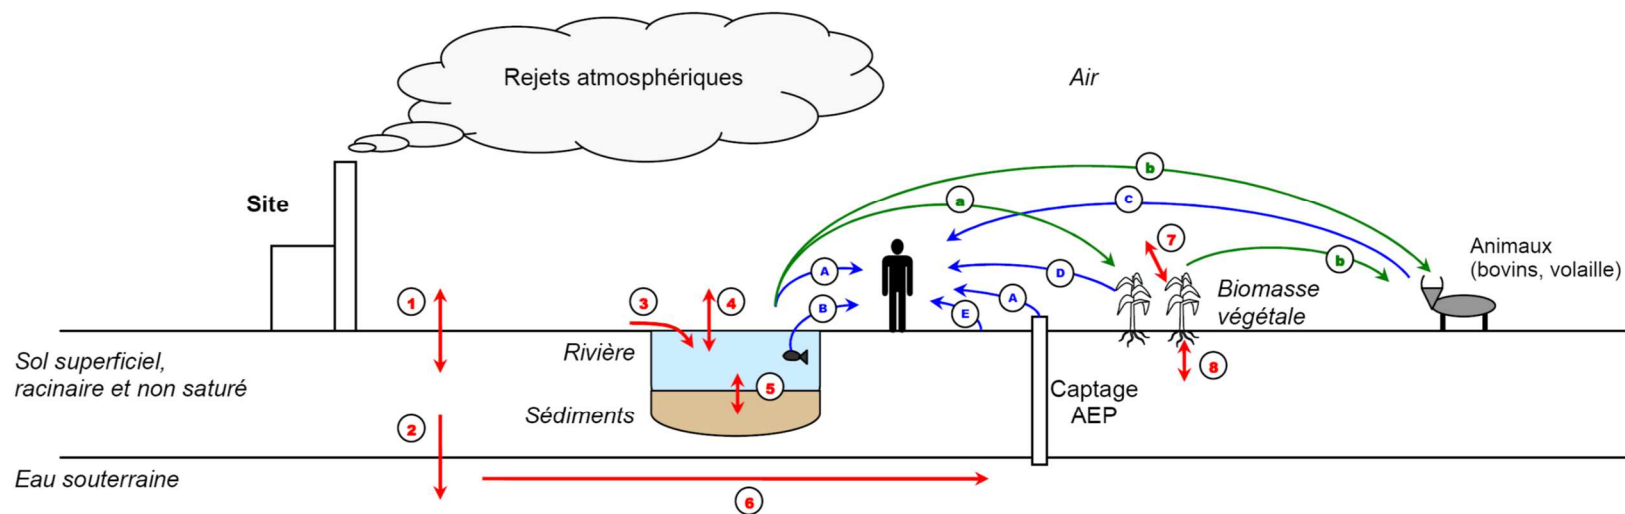 Rejets atmosphériques
Air
b
a
C
Site
7
Animaux
(bovins, volaille)
b
A
D
1
3
4
B
E
A
Biomasse
végétale
Rivière
Sol superficiel,
racinaire et non saturé
8
5
Captage
AEP
Sédiments
2
Eau souterraine
6